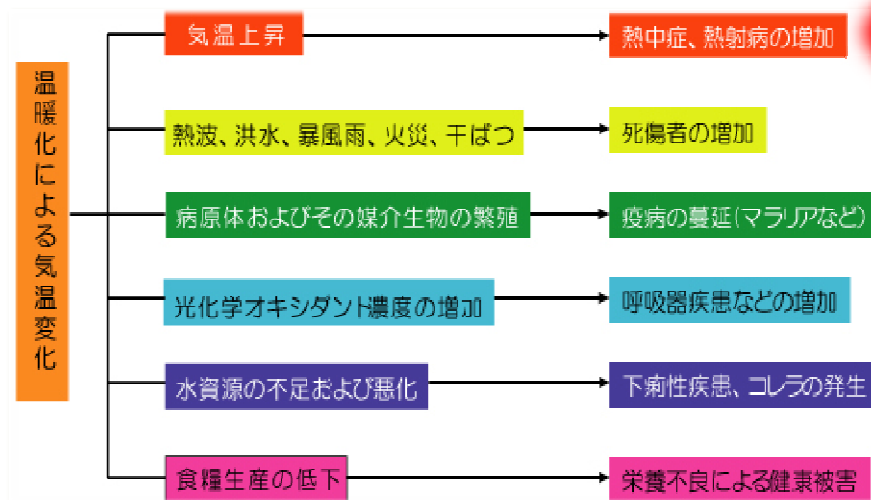 温暖化による気温変化
気温上昇
熱中症、熱射病の増加
熱波、洪水、暴風雨、火災、干ばつ
死傷者の増加
病原体およびその媒介生物の繁殖
疫病の蔓延(マラリアなど)
光化学オキシダント濃度の増加
呼吸器疾患などの増加
水資源の不足および悪化
下痢性疾患、コレラの発生
食糧生産の低下
栄養不良による健康被害